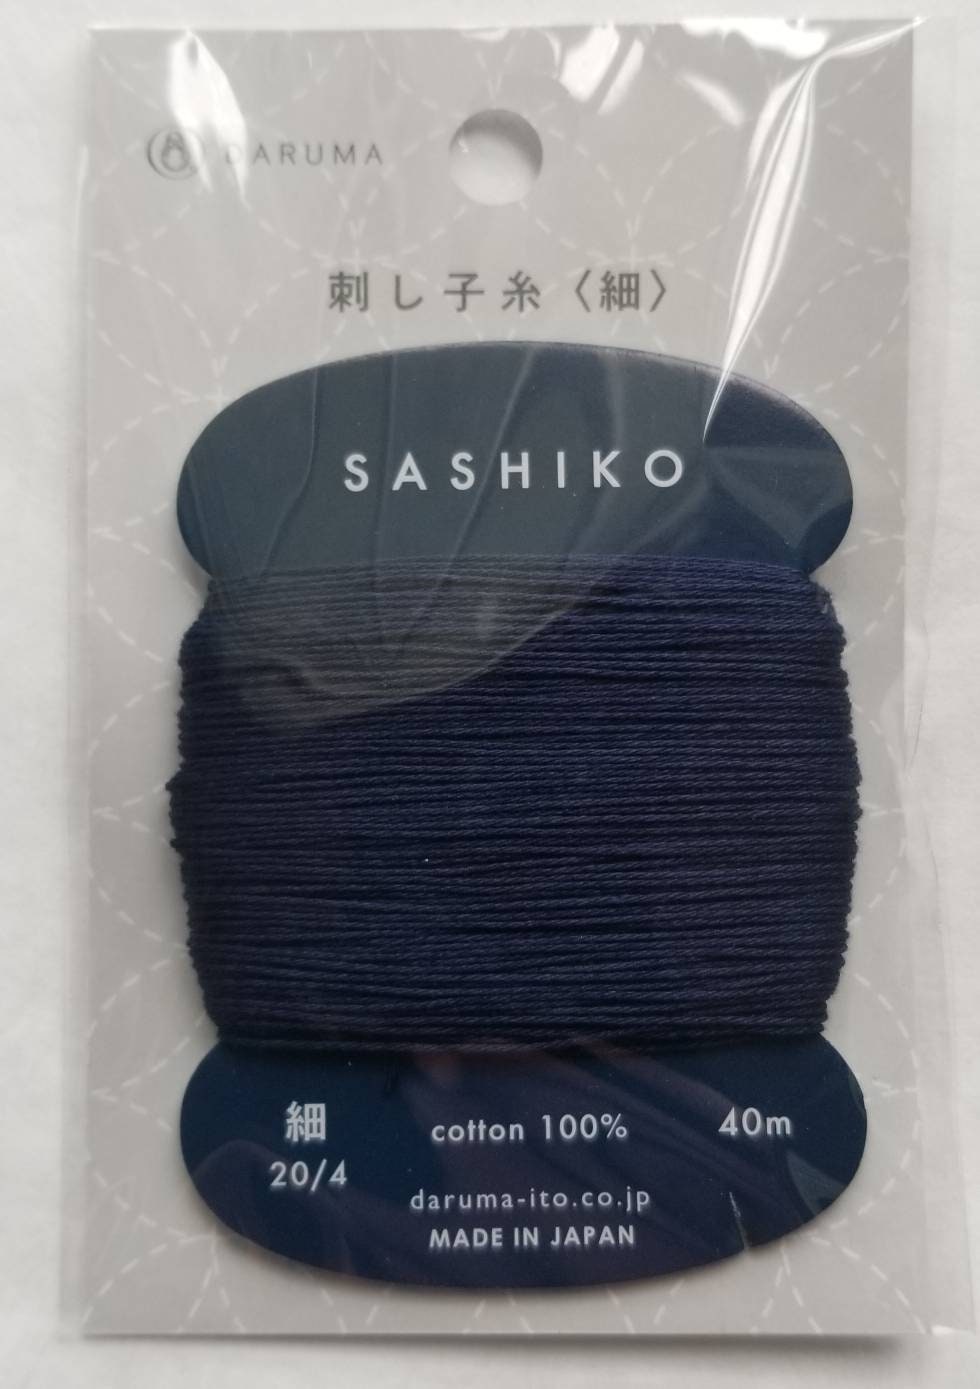 DARUMA
刺し子糸〈細〉
SASHIKO
細
20/4
cotton 100%
40m
daruma-ito.co.jp
MADE IN JAPAN